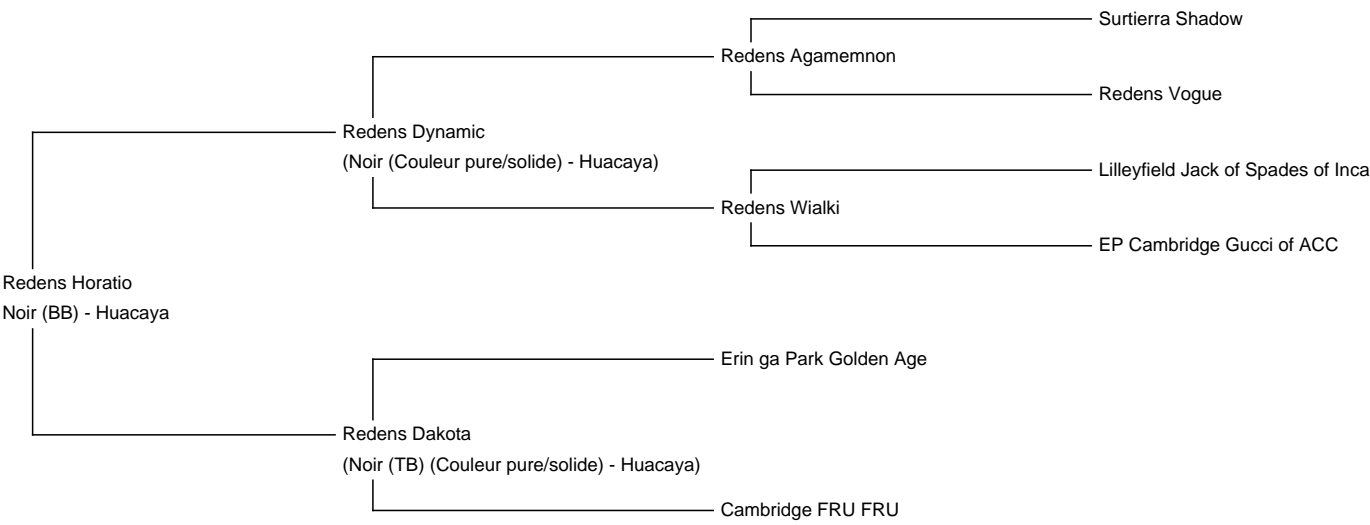 Surtierra Shadow
Redens Agamemnon
Redens Vogue
Redens Dynamic
(Noir (Couleur pure/solide) - Huacaya)
Lilleyfield Jack of Spades of Inca
Redens Wialki
EP Cambridge Gucci of ACC
Redens Horatio
Noir (BB) - Huacaya
Erin ga Park Golden Age
Redens Dakota
(Noir (TB) (Couleur pure/solide) - Huacaya)
Cambridge FRU FRU